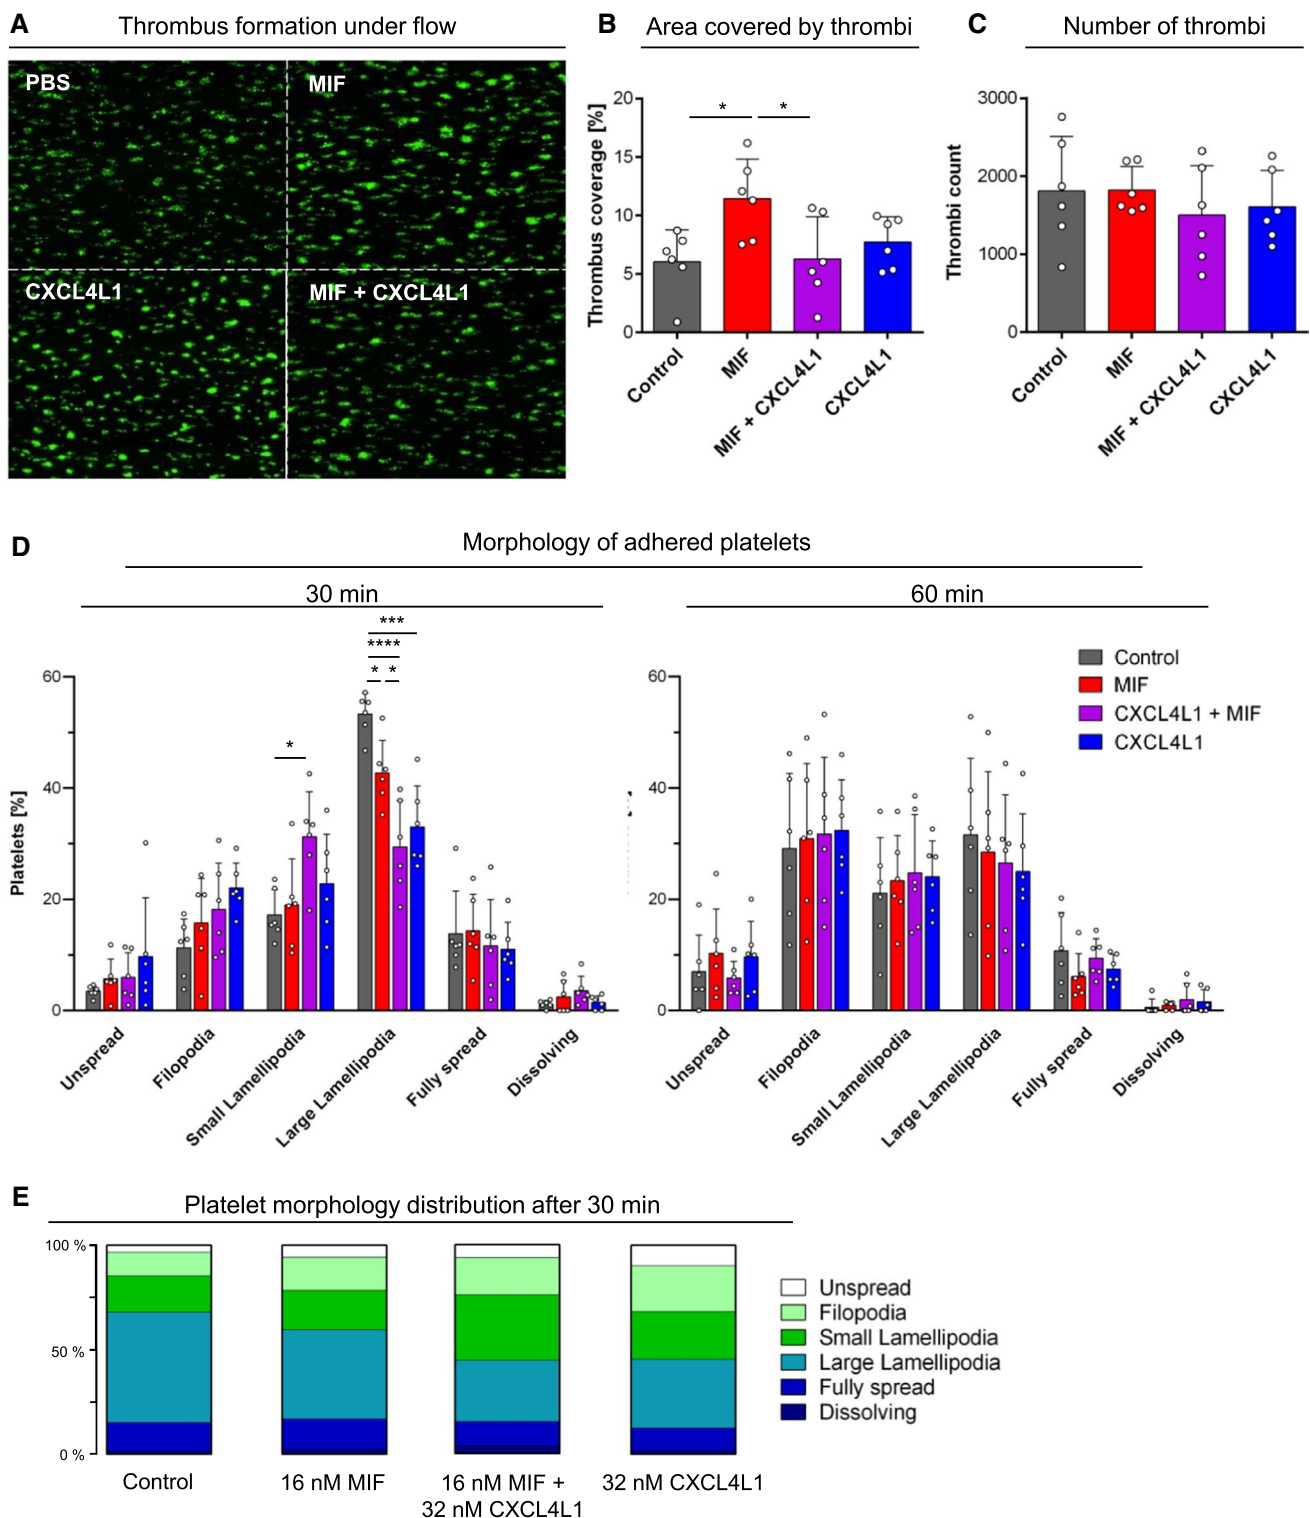 A
Thrombus formation under flow
PBS
MIF
CXCL4L1
MIF + CXCL4L1
B
Area covered by thrombi
Thrombus coverage [%]
20
15
10
5
0
*
*
Control
MIF
MIF + CXCL4L1
CXCL4L1
C
Number of thrombi
Thrombi count
3000
2000
1000
0
Control
MIF
MIF + CXCL4L1
CXCL4L1
D
Morphology of adhered platelets
30 min
Platelets [%]
60
40
20
0
*
***
****
*
*
Unspread
Filopodia
Small Lamellipodia
Large Lamellipodia
Fully spread
Dissolving
60 min
60
40
20
0
Control
MIF
CXCL4L1 + MIF
CXCL4L1
Unspread
Filopodia
Small Lamellipodia
Large Lamellipodia
Fully spread
Dissolving
E
Platelet morphology distribution after 30 min
100 %
50 %
0 %
Control
16 nM MIF
16 nM MIF +
32 nM CXCL4L1
32 nM CXCL4L1
Unspread
Filopodia
Small Lamellipodia
Large Lamellipodia
Fully spread
Dissolving